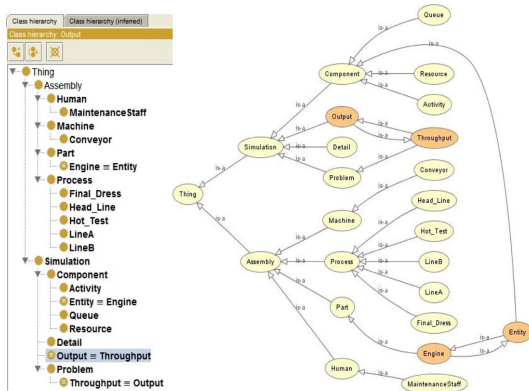 Class hierarchy
Class hierarchy (inferred)
Class hierarchy: Output
Thing
Assembly
Human
MaintenanceStaff
Machine
Conveyor
Part
Engine ≡ Entity
Process
Final_Dress
Head_Line
Hot_Test
LineA
LineB
Simulation
Component
Activity
Entity ≡ Engine
Queue
Resource
Detail
Output ≡ Throughput
Problem
Throughput ≡ Output
Queue
is-a
is-a
Component
is-a
Resource
is-a
Activity
is-a
Output
is-a
Throughput
is-a
is-a
Simulation
is-a
Detail
is-a
is-a
Problem
is-a
Conveyor
Thing
is-a
Machine
is-a
Head_Line
is-a
is-a
Hot_Test
is-a
Assembly
is-a
Process
is-a
LineB
is-a
LineA
is-a
is-a
Part
Final_Dress
is-a
Entity
is-a
is-a
Engine
is-a
Human
is-a
MaintenanceStaff